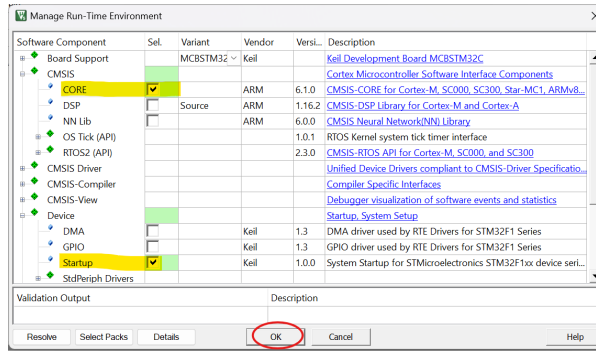 Manage Run-Time Environment
Software Component Sel. Variant Vendor Versi... Description
Board Support MCBSTM32 Keil Keil Development Board MCBSTM32C
CMSIS Cortex Microcontroller Software Interface Components
CORE ARM 6.1.0 CMSIS-CORE for Cortex-M, SC000, SC300, Star-MC1, ARMv8...
DSP Source ARM 1.16.2 CMSIS-DSP Library for Cortex-M and Cortex-A
NN Lib ARM 6.0.0 CMSIS Neural Network(NN) Library
OS Tick (API) 1.0.1 RTOS Kernel system tick timer interface
RTOS2 (API) 2.3.0 CMSIS-RTOS API for Cortex-M, SC000, and SC300
CMSIS Driver Unified Device Drivers compliant to CMSIS-Driver Specificatio...
CMSIS-Compiler Compiler Specific Interfaces
CMSIS-View Debugger visualization of software events and statistics
Device Startup, System Setup
DMA Keil 1.3 DMA driver used by RTE Drivers for STM32F1 Series
GPIO Keil 1.3 GPIO driver used by RTE Drivers for STM32F1 Series
Startup Keil 1.0.0 System Startup for STMicroelectronics STM32F1xx device seri...
StdPeriph Drivers
Validation Output Description
Resolve Select Packs Details OK Cancel Help